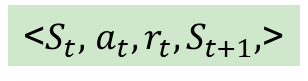 <S_t, a_t, r_t, S_{t+1},>